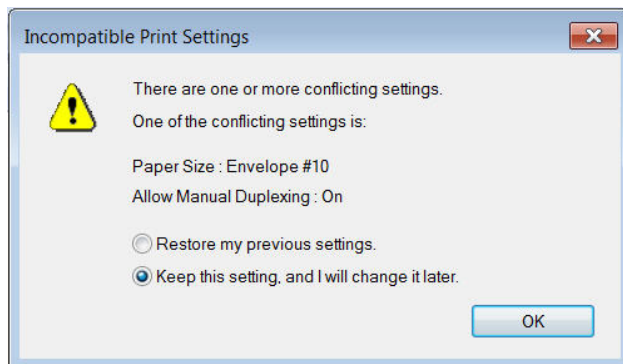 Incompatible Print Settings
There are one or more conflicting settings.
One of the conflicting settings is:
Paper Size : Envelope #10
Allow Manual Duplexing : On
Restore my previous settings.
Keep this setting, and I will change it later.
OK